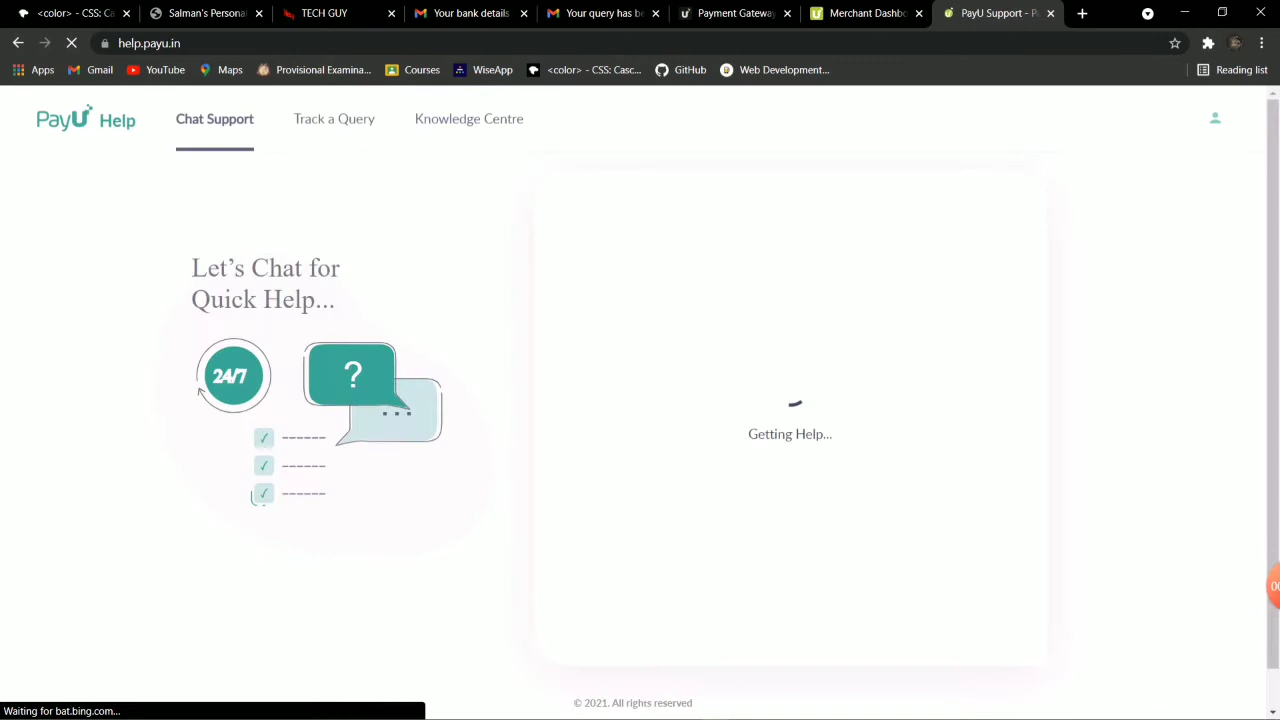 <color> - CSS: Ca
Salman's Personal
TECH GUY
Your bank details
Your query has be
Payment Gateway
Merchant Dashbo
PayU Support - P
help.payu.in
Apps
Gmail
YouTube
Maps
Provisional Examina...
Courses
WiseApp
<color> - CSS: Casc...
GitHub
Web Development...
Reading list
PayU Help
Chat Support
Track a Query
Knowledge Centre
Let's Chat for
Quick Help...
24/7
?
Getting Help...
00
© 2021. All rights reserved
Waiting for bat.bing.com...